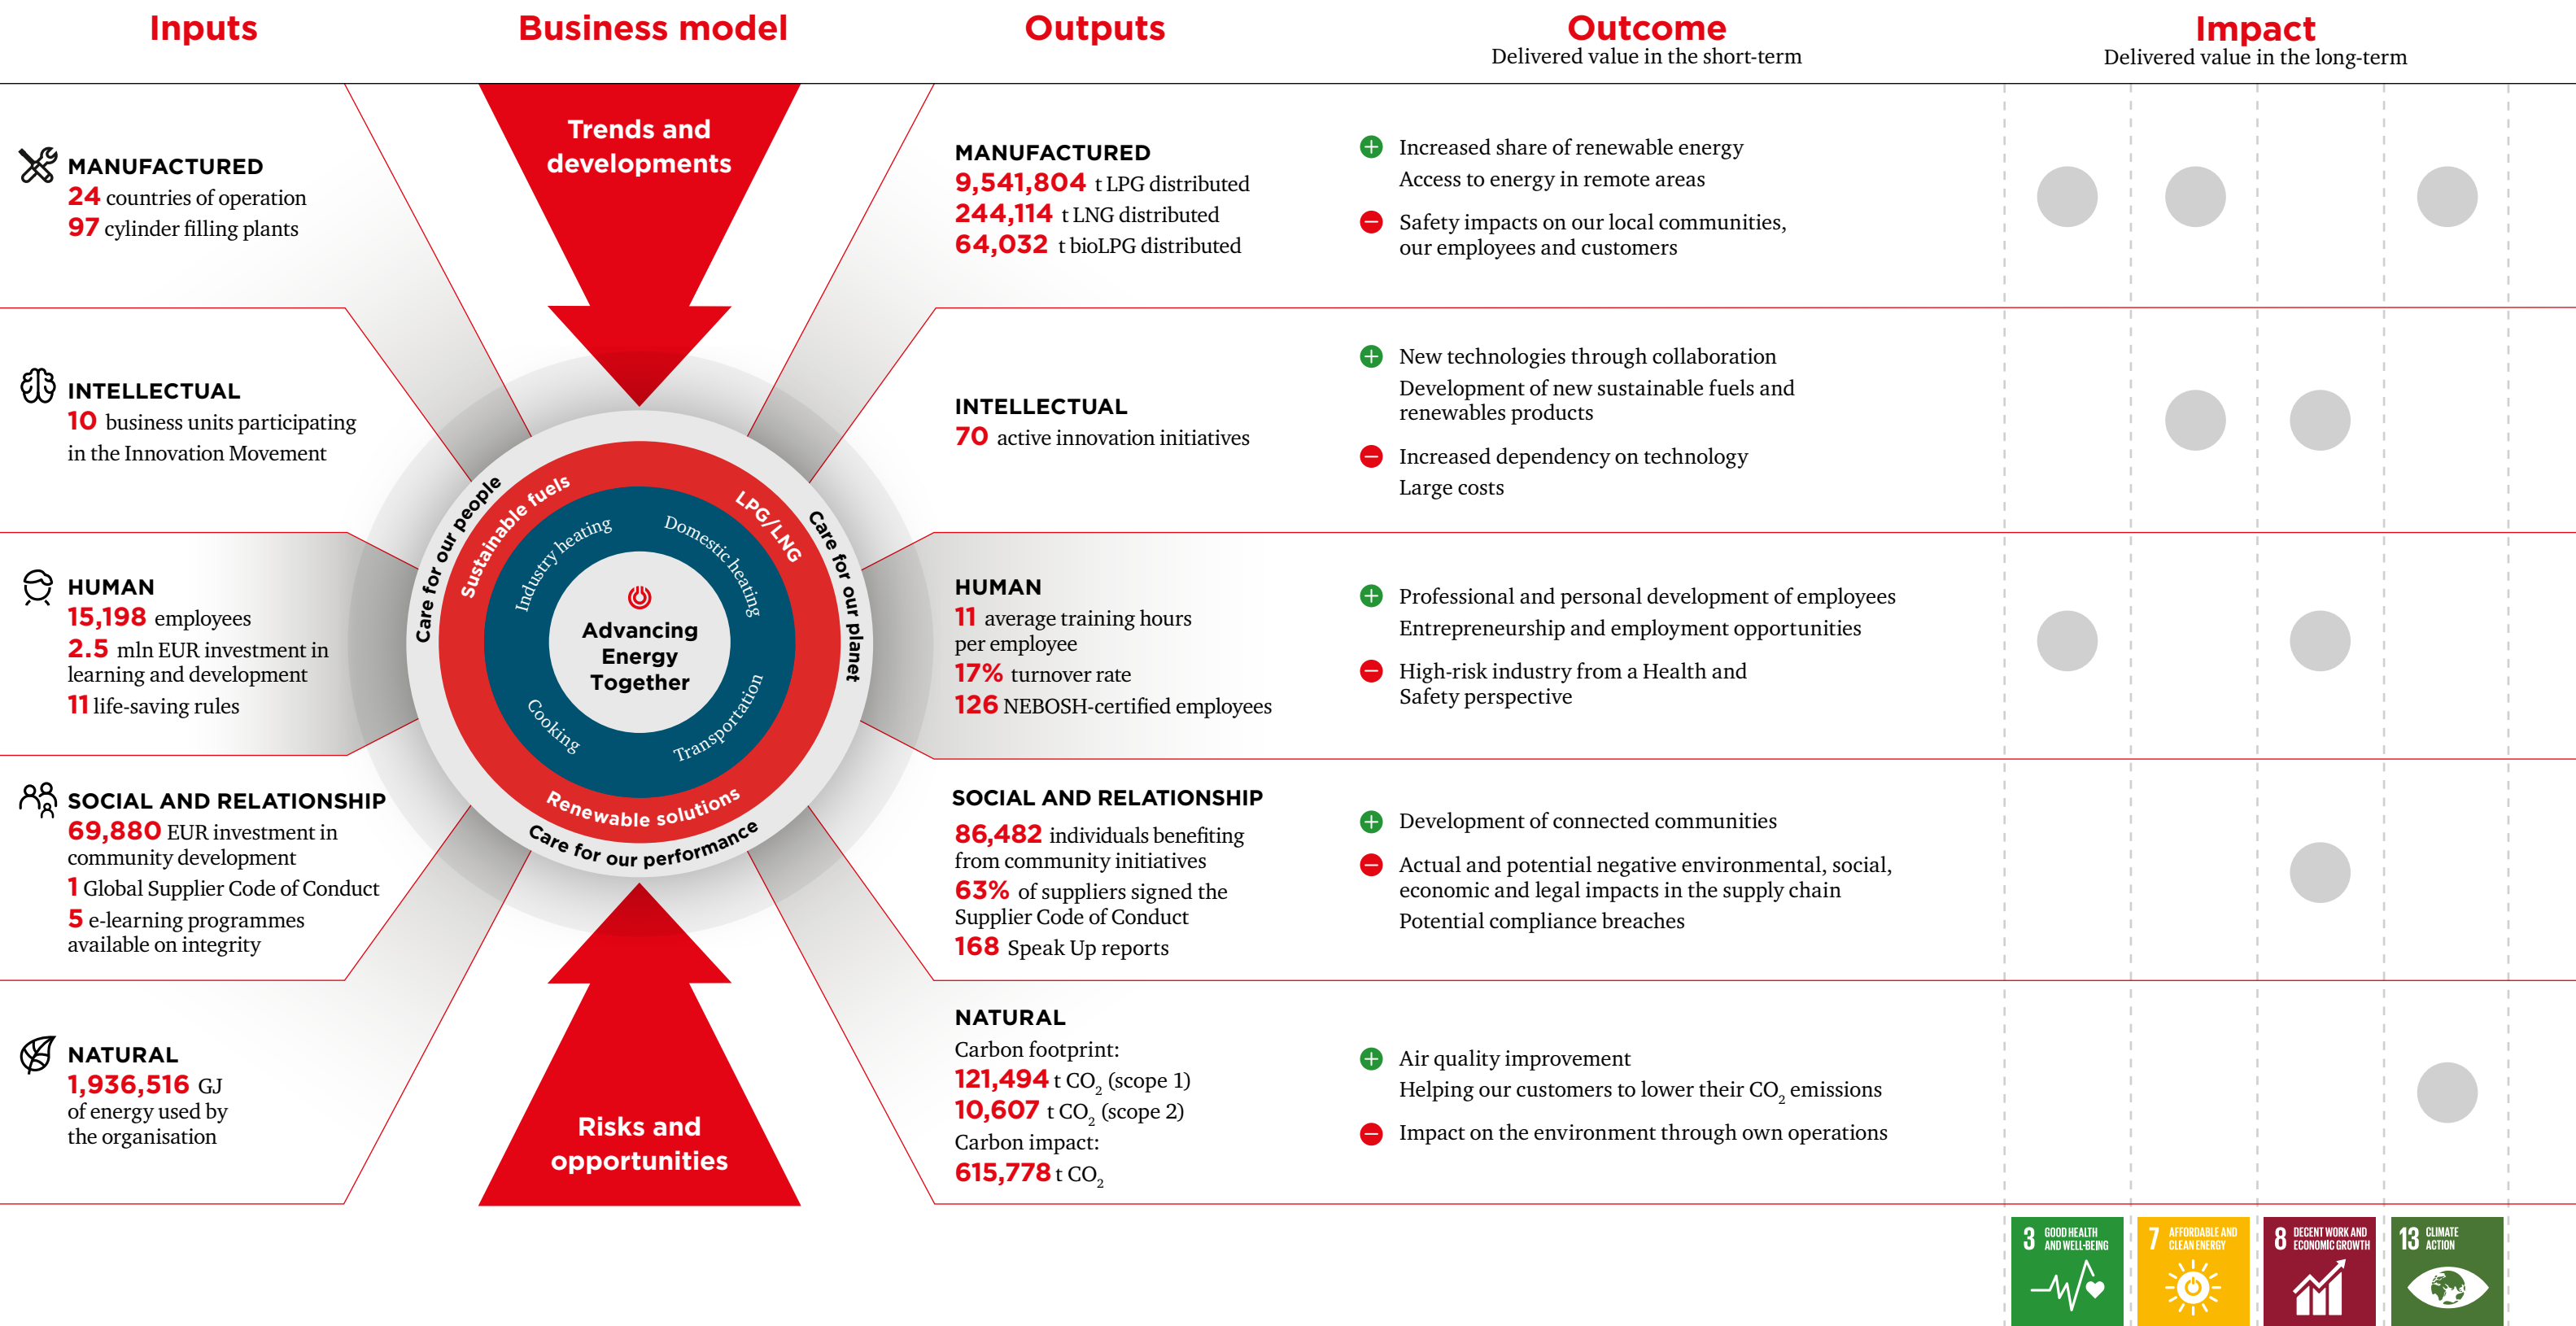 Inputs
Business model
Outputs
Outcome
Delivered value in the short-term
Impact
Delivered value in the long-term
MANUFACTURED
24 countries of operation
97 cylinder filling plants
INTELLECTUAL
10 business units participating
in the Innovation Movement
HUMAN
15,198 employees
2.5 mln EUR investment in
learning and development
11 life-saving rules
SOCIAL AND RELATIONSHIP
69,880 EUR investment in
community development
1 Global Supplier Code of Conduct
5 e-learning programmes
available on integrity
NATURAL
1,936,516 GJ
of energy used by
the organisation
Trends and
developments
Care for our people
Care for our planet
Care for our performance
Sustainable fuels
LPG/LNG
Renewable solutions
Industry heating
Domestic heating
Cooking
Transportation
Advancing
Energy
Together
Risks and
opportunities
MANUFACTURED
9,541,804 t LPG distributed
244,114 t LNG distributed
64,032 t bioLPG distributed
INTELLECTUAL
70 active innovation initiatives
HUMAN
11 average training hours
per employee
17% turnover rate
126 NEBOSH-certified employees
SOCIAL AND RELATIONSHIP
86,482 individuals benefiting
from community initiatives
63% of suppliers signed the
Supplier Code of Conduct
168 Speak Up reports
NATURAL
Carbon footprint:
121,494 t CO₂ (scope 1)
10,607 t CO₂ (scope 2)
Carbon impact:
615,778 t CO₂
Increased share of renewable energy
Access to energy in remote areas
Safety impacts on our local communities,
our employees and customers
New technologies through collaboration
Development of new sustainable fuels and
renewables products
Increased dependency on technology
Large costs
Professional and personal development of employees
Entrepreneurship and employment opportunities
High-risk industry from a Health and
Safety perspective
Development of connected communities
Actual and potential negative environmental, social,
economic and legal impacts in the supply chain
Potential compliance breaches
Air quality improvement
Helping our customers to lower their CO₂ emissions
Impact on the environment through own operations
3 GOOD HEALTH
AND WELL-BEING
7 AFFORDABLE AND
CLEAN ENERGY
8 DECENT WORK AND
ECONOMIC GROWTH
13 CLIMATE
ACTION